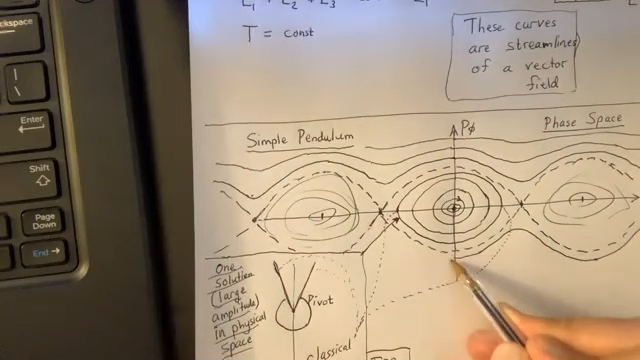 T = const
These curves
are streamlines
of a vector
field
Simple Pendulum
Pϕ
Phase Space
One
solution
(large
amplitude)
in physical
space
Pivot
classical
Enter
Shift
Page
Down
End